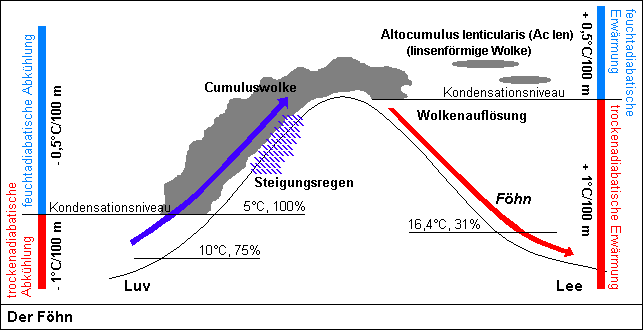 feuchtadiabatische Abkühlung
- 0,5°C/100 m
trockenadiabatische
Abkühlung
- 1°C/100 m
Altocumulus lenticularis (Ac len)
(linsenförmige Wolke)
Cumuluswolke
Kondensationsniveau
Wolkenauflösung
Steigungsregen
Kondensationsniveau
5°C, 100%
Föhn
16,4°C, 31%
10°C, 75%
Luv
Lee
+ 0,5°C/100 m
feuchtadiabatische
Erwärmung
+ 1°C/100 m
trockenadiabatische Erwärmung
Der Föhn